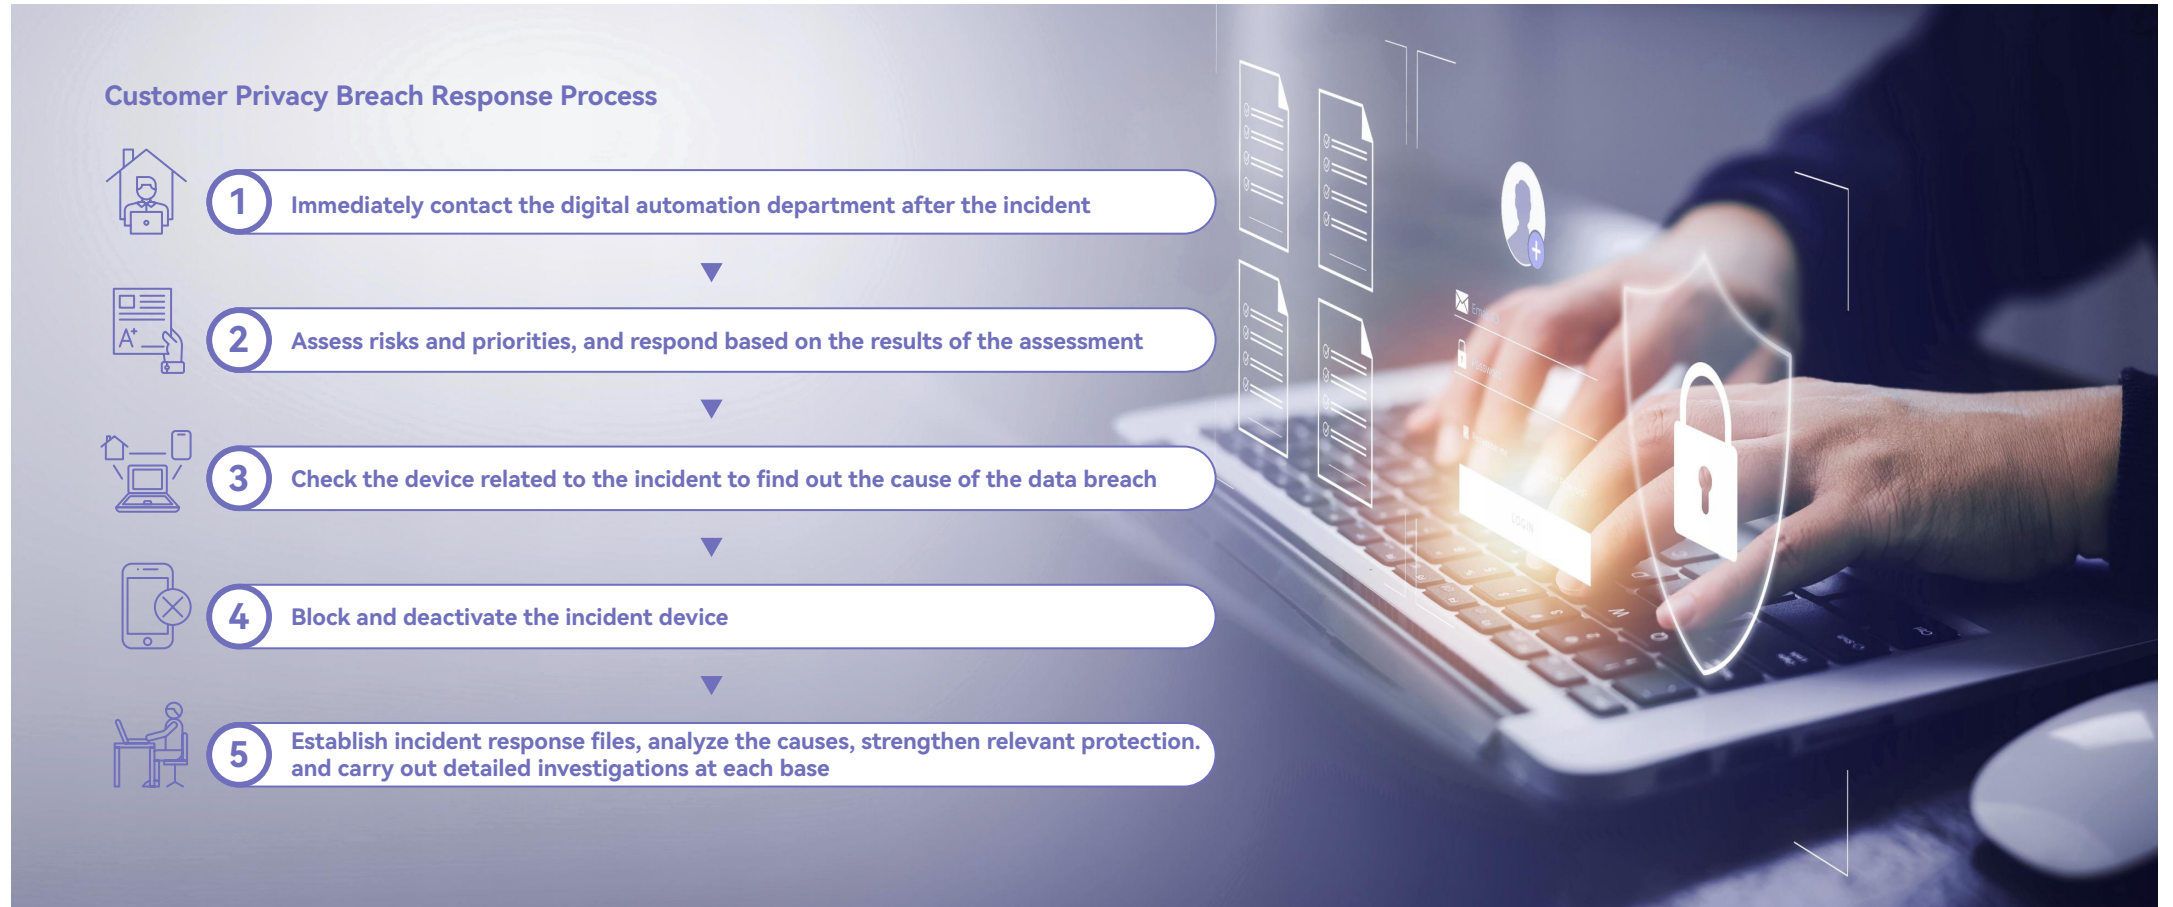 Customer Privacy Breach Response Process
1
Immediately contact the digital automation department after the incident
2
Assess risks and priorities, and respond based on the results of the assessment
A+
3
Check the device related to the incident to find out the cause of the data breach
4
Block and deactivate the incident device
5
Establish incident response files, analyze the causes, strengthen relevant protection.
and carry out detailed investigations at each base
LOGIN